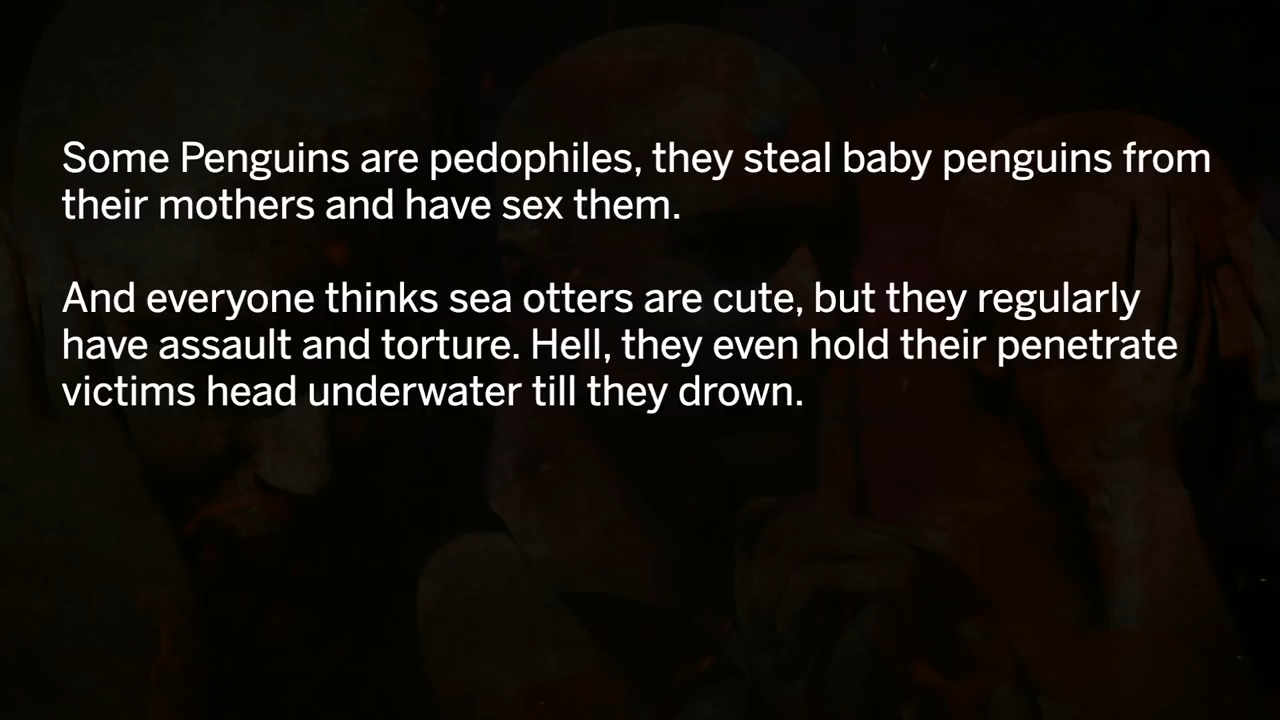 Some Penguins are pedophiles, they steal baby penguins from
their mothers and have sex them.
And everyone thinks sea otters are cute, but they regularly
have assault and torture. Hell, they even hold their penetrate
victims head underwater till they drown.